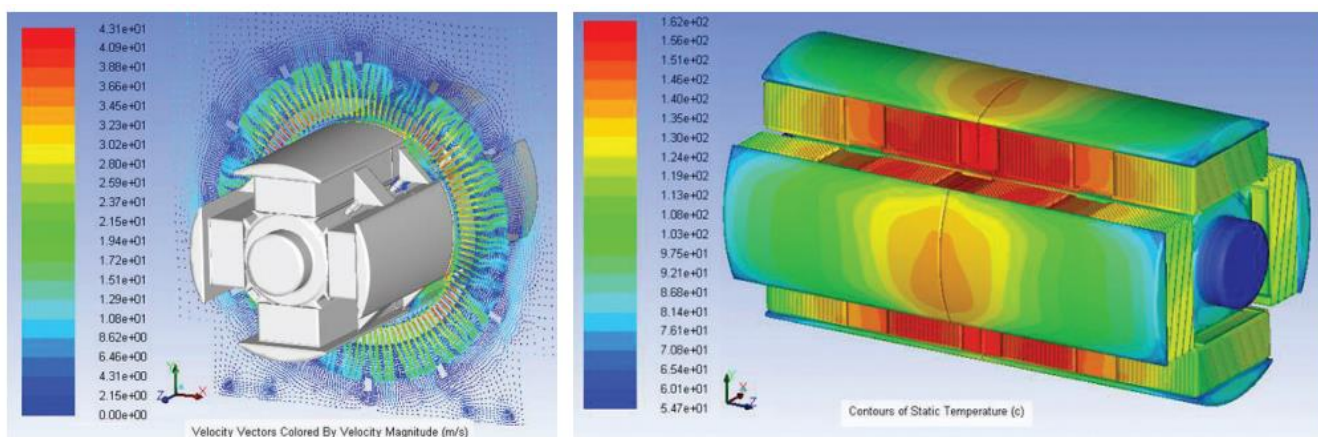 4.31e+01
4.09e+01
3.88e+01
3.66e+01
3.45e+01
3.23e+01
3.02e+01
2.80e+01
2.59e+01
2.37e+01
2.15e+01
1.94e+01
1.72e+01
1.51e+01
1.29e+01
1.08e+01
8.62e+00
6.46e+00
4.31e+00
2.15e+00
0.00e+00
Y
X
Z
Velocity Vectors Colored By Velocity Magnitude (m/s)
1.62e+02
1.56e+02
1.51e+02
1.46e+02
1.40e+02
1.35e+02
1.30e+02
1.24e+02
1.19e+02
1.13e+02
1.08e+02
1.03e+02
9.75e+01
9.21e+01
8.68e+01
8.14e+01
7.61e+01
7.08e+01
6.54e+01
6.01e+01
5.47e+01
Y
X
Z
Contours of Static Temperature (c)